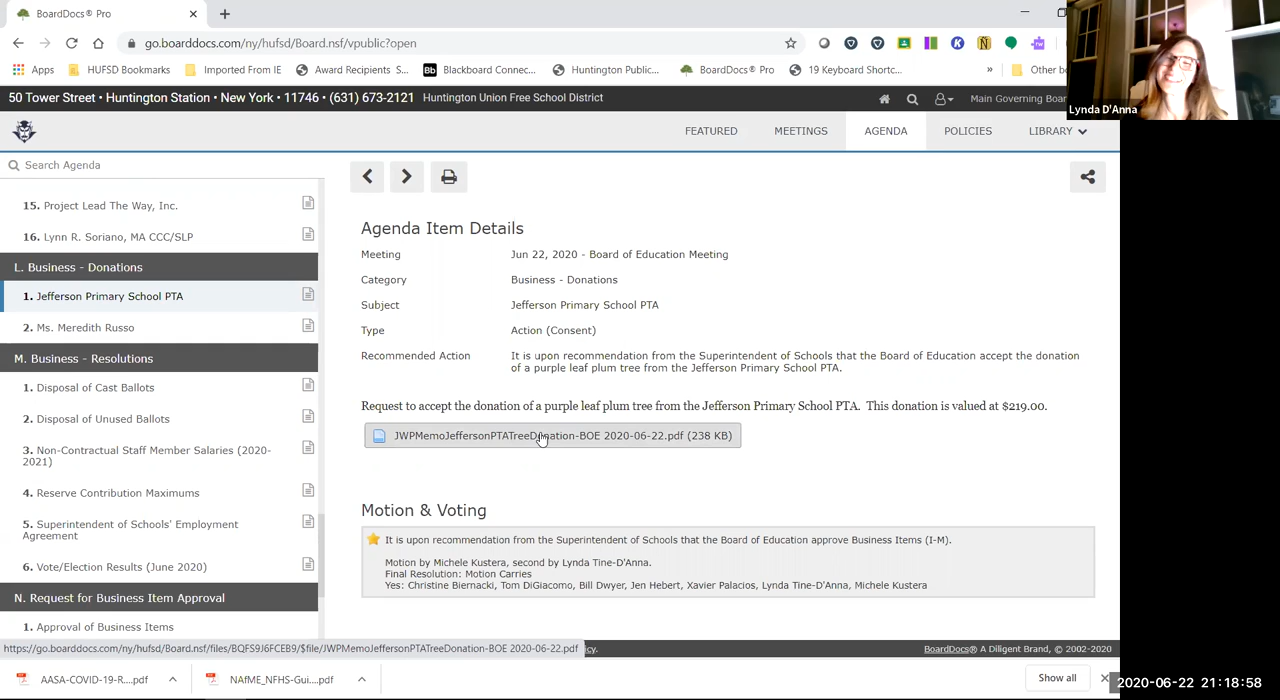 BoardDocs® Pro
go.boarddocs.com/ny/hufsd/Board.nsf/vpublic?open
Apps
HUFSD Bookmarks
Imported From IE
Award Recipients S...
Bb
Blackboard Connec...
Huntington Public...
BoardDocs® Pro
19 Keyboard Shortc...
»
Other b
Lynda D'Anna
50 Tower Street • Huntington Station • New York • 11746 • (631) 673-2121 Huntington Union Free School District
Main Governing Boar
FEATURED
MEETINGS
AGENDA
POLICIES
LIBRARY
Search Agenda
15. Project Lead The Way, Inc.
16. Lynn R. Soriano, MA CCC/SLP
L. Business - Donations
1. Jefferson Primary School PTA
2. Ms. Meredith Russo
M. Business - Resolutions
1. Disposal of Cast Ballots
2. Disposal of Unused Ballots
3. Non-Contractual Staff Member Salaries (2020-
2021)
4. Reserve Contribution Maximums
5. Superintendent of Schools' Employment
Agreement
6. Vote/Election Results (June 2020)
N. Request for Business Item Approval
1. Approval of Business Items
Agenda Item Details
Meeting Jun 22, 2020 - Board of Education Meeting
Category Business - Donations
Subject Jefferson Primary School PTA
Type Action (Consent)
Recommended Action It is upon recommendation from the Superintendent of Schools that the Board of Education accept the donation
of a purple leaf plum tree from the Jefferson Primary School PTA.
Request to accept the donation of a purple leaf plum tree from the Jefferson Primary School PTA. This donation is valued at $219.00.
JWPMemoJeffersonPTATreeDonation-BOE 2020-06-22.pdf (238 KB)
Motion & Voting
It is upon recommendation from the Superintendent of Schools that the Board of Education approve Business Items (I-M).
Motion by Michele Kustera, second by Lynda Tine-D'Anna.
Final Resolution: Motion Carries
Yes: Christine Biernacki, Tom DiGiacomo, Bill Dwyer, Jen Hebert, Xavier Palacios, Lynda Tine-D'Anna, Michele Kustera
https://go.boarddocs.com/ny/hufsd/Board.nsf/files/BQFS9J6FCEB9/$file/JWPMemoJeffersonPTATreeDonation-BOE 2020-06-22.pdf
icy.
BoardDocs® A Diligent Brand, © 2002-2020
AASA-COVID-19-R....pdf
NAfME_NFHS-Gui....pdf
Show all
2020-06-22 21:18:58